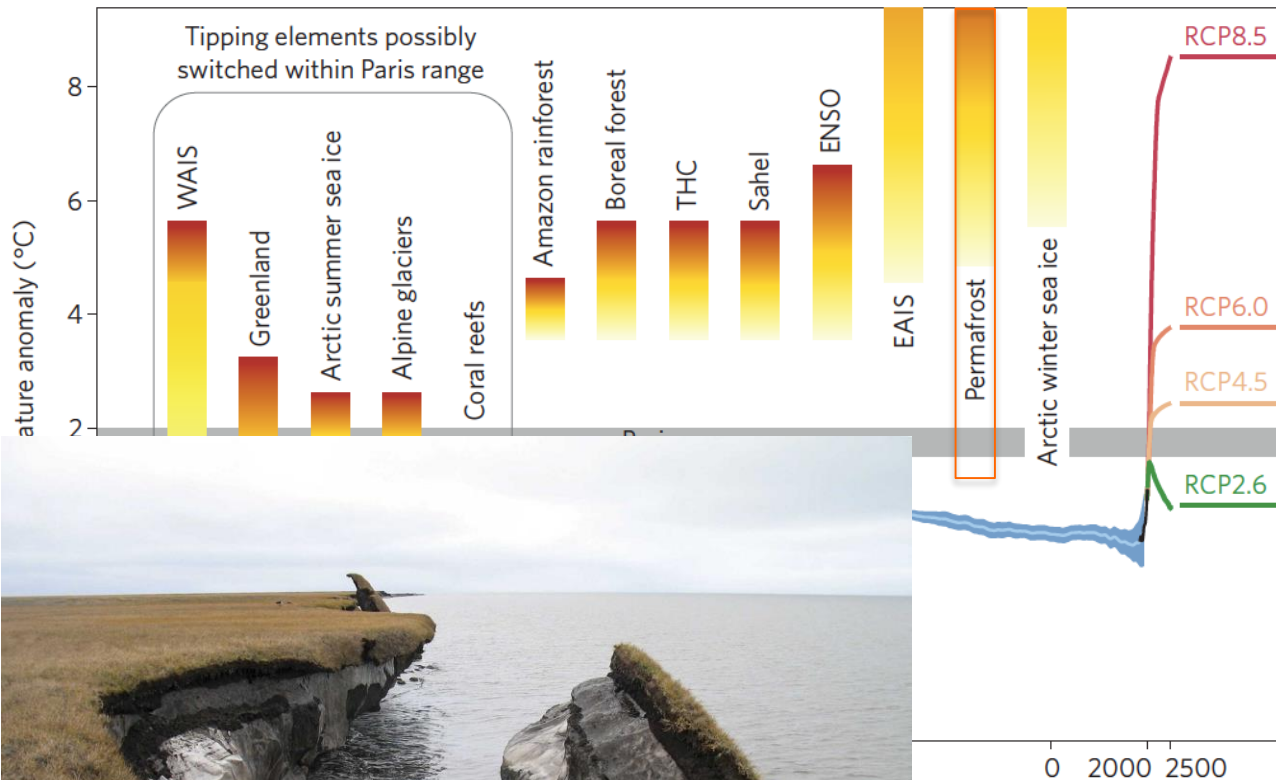 Tipping elements possibly
switched within Paris range
8
6
4
2
ature anomaly (°C)
WAIS
Greenland
Arctic summer sea ice
Alpine glaciers
Coral reefs
Amazon rainforest
Boreal forest
THC
Sahel
ENSO
EAIS
Permafrost
Arctic winter sea ice
RCP8.5
RCP6.0
RCP4.5
RCP2.6
0 2000 2500